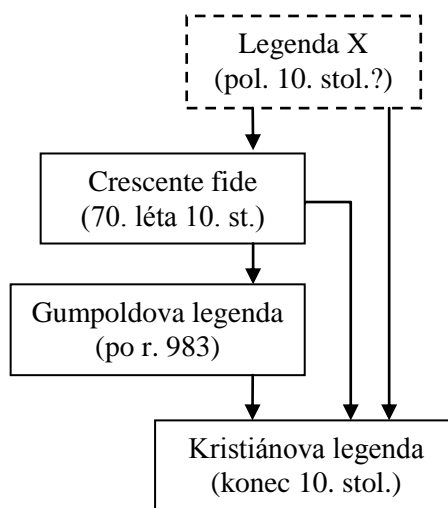 Legenda X
(pol. 10. stol.?)
Crescente fide
(70. léta 10. st.)
Gumpoldova legenda
(po r. 983)
Kristiánova legenda
(konec 10. stol.)